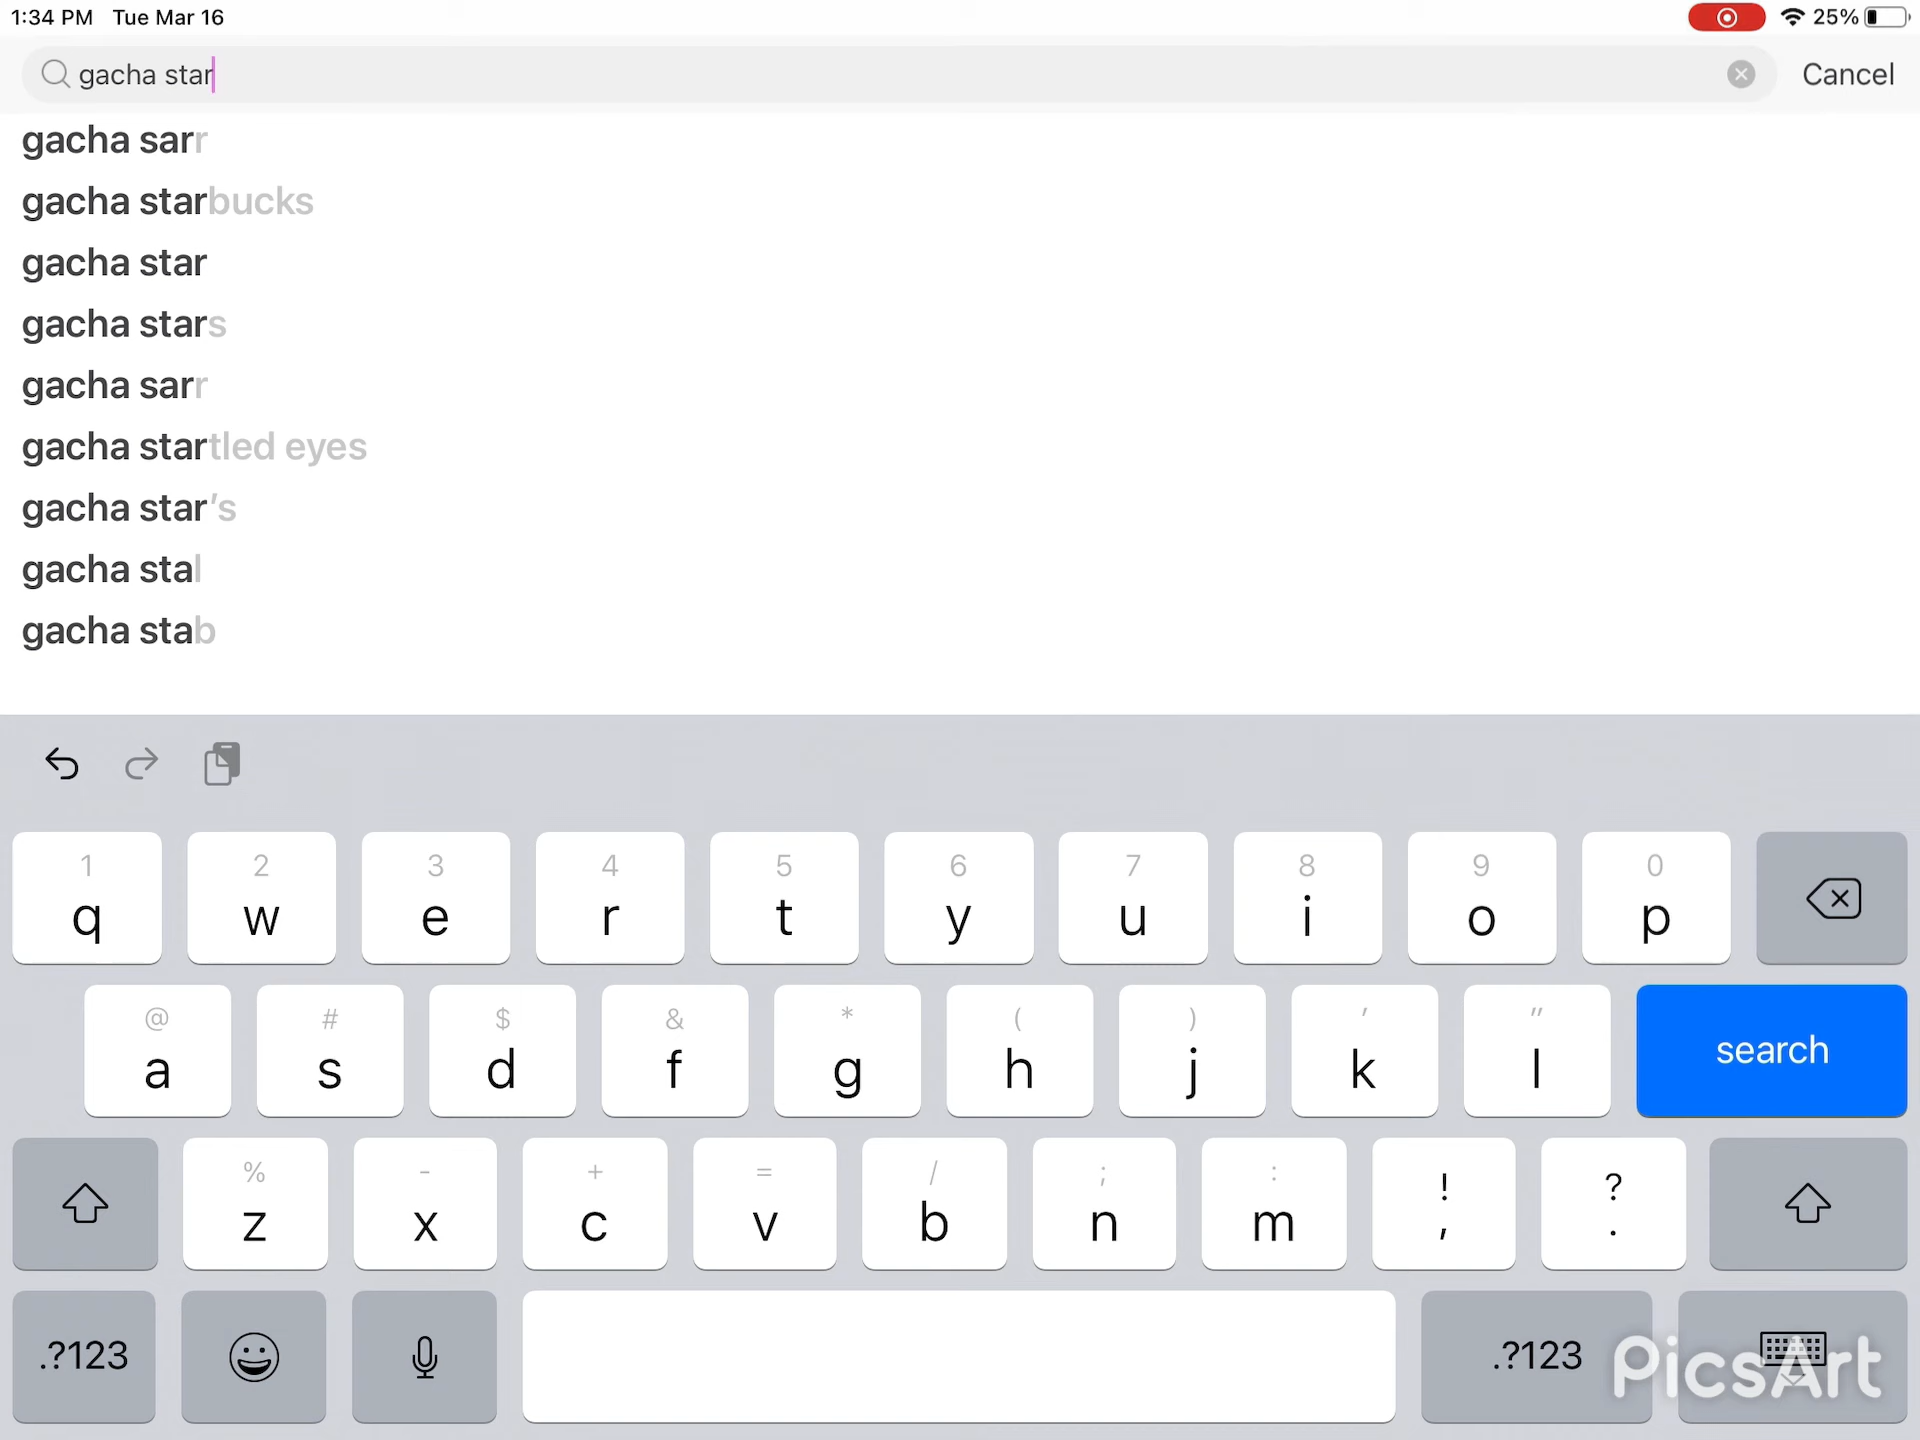 1:34 PM Tue Mar 16 25%
gacha star Cancel
gacha sarr
gacha starbucks
gacha star
gacha stars
gacha sarr
gacha startled eyes
gacha star's
gacha stal
gacha stab
1 2 3 4 5 6 7 8 9 0
q w e r t y u i o p
@ # $ & * ( ) ' "
a s d f g h j k l search
% - + = / ; : ! ?
z x c v b n m , .
.?123 .?123
PicsArt